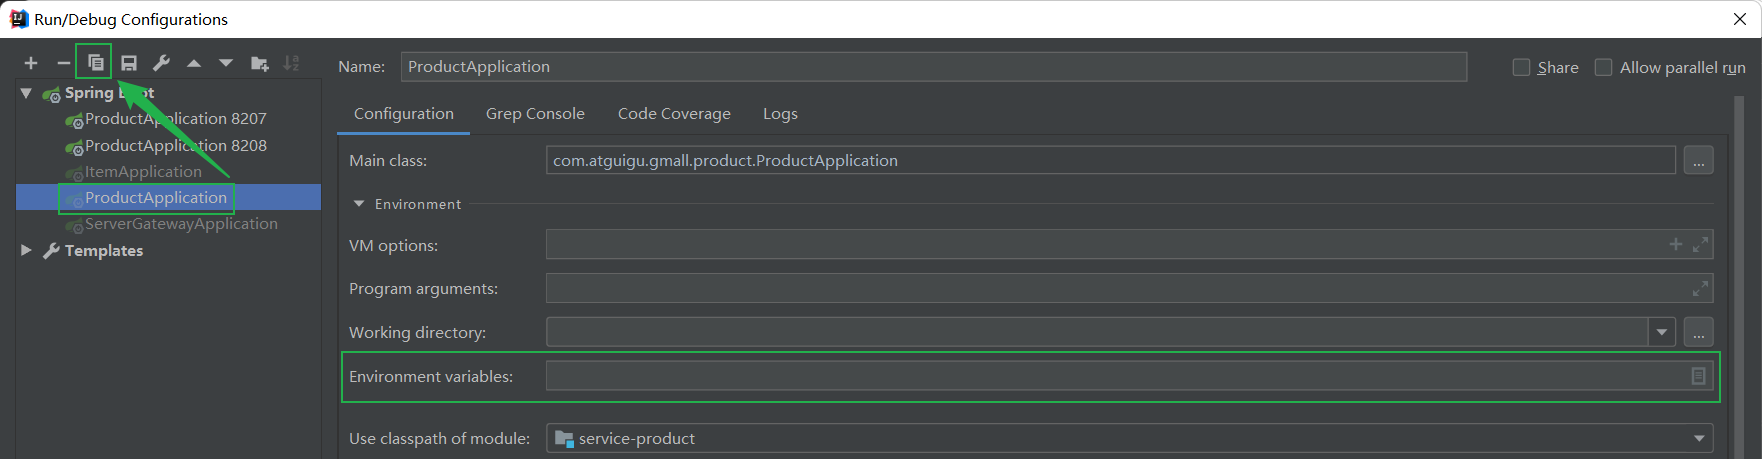 Run/Debug Configurations
Name: ProductApplication
Share
Allow parallel run
Spring Boot
ProductApplication 8207
ProductApplication 8208
ItemApplication
ProductApplication
ServerGatewayApplication
Templates
Configuration Grep Console Code Coverage Logs
Main class: com.atguigu.gmall.product.ProductApplication ...
Environment
VM options:
Program arguments:
Working directory: ...
Environment variables:
Use classpath of module: service-product